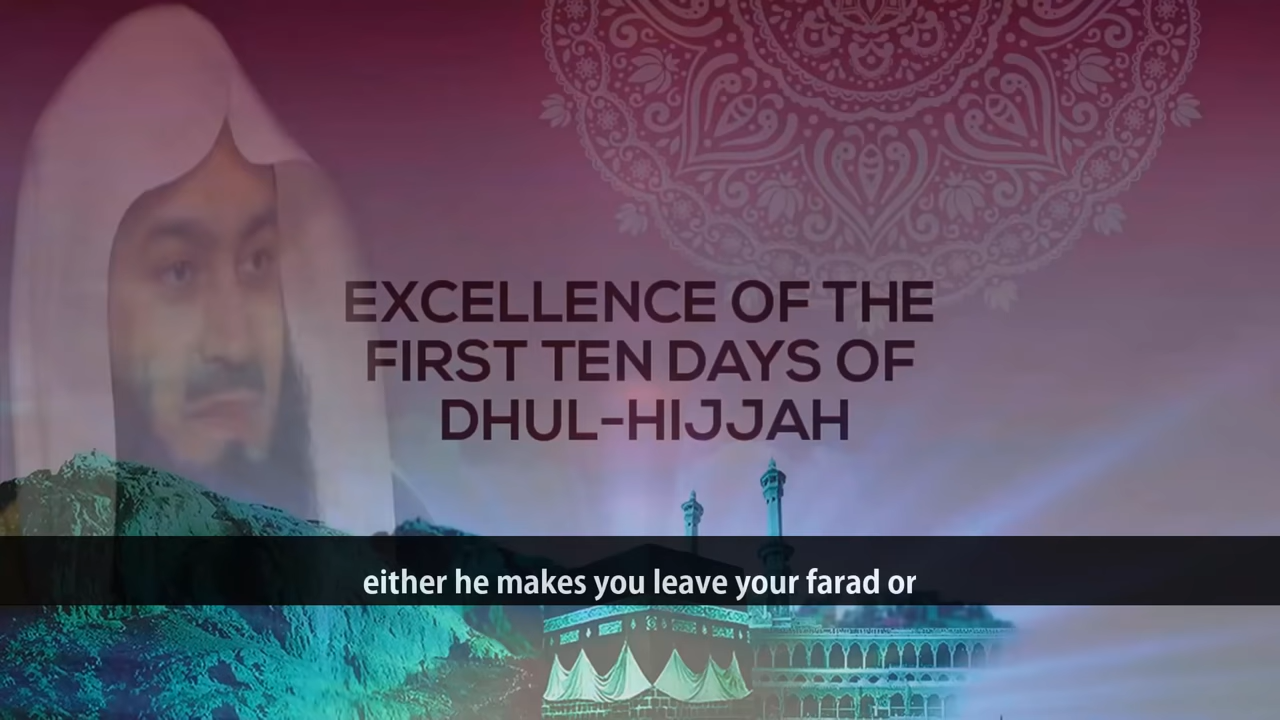 EXCELLENCE OF THE
FIRST TEN DAYS OF
DHUL-HIJJAH
either he makes you leave your farad or